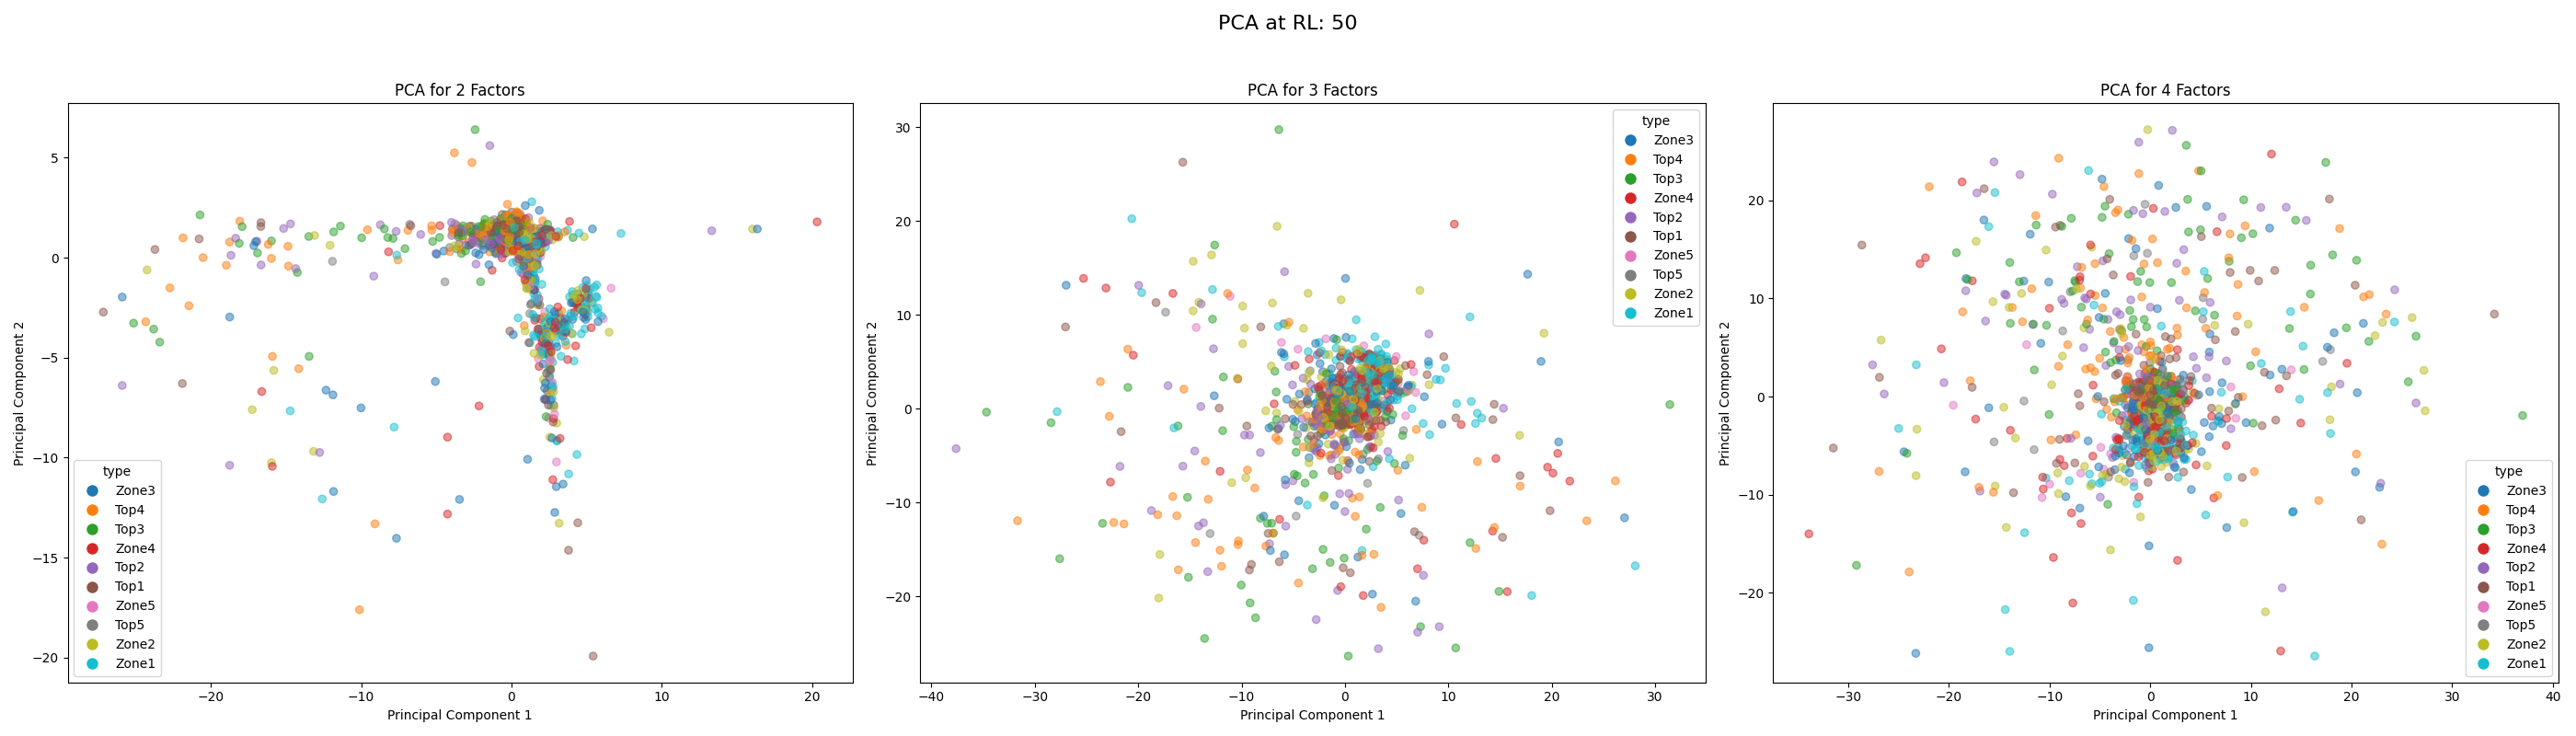 PCA at RL: 50
PCA for 2 Factors
5
0
−5
−10
−15
−20
Principal Component 2
−20
−10
0
10
20
Principal Component 1
type
Zone3
Top4
Top3
Zone4
Top2
Top1
Zone5
Top5
Zone2
Zone1
PCA for 3 Factors
30
20
10
0
−10
−20
Principal Component 2
−40
−30
−20
−10
0
10
20
30
Principal Component 1
type
Zone3
Top4
Top3
Zone4
Top2
Top1
Zone5
Top5
Zone2
Zone1
PCA for 4 Factors
20
10
0
−10
−20
Principal Component 2
−30
−20
−10
0
10
20
30
40
Principal Component 1
type
Zone3
Top4
Top3
Zone4
Top2
Top1
Zone5
Top5
Zone2
Zone1